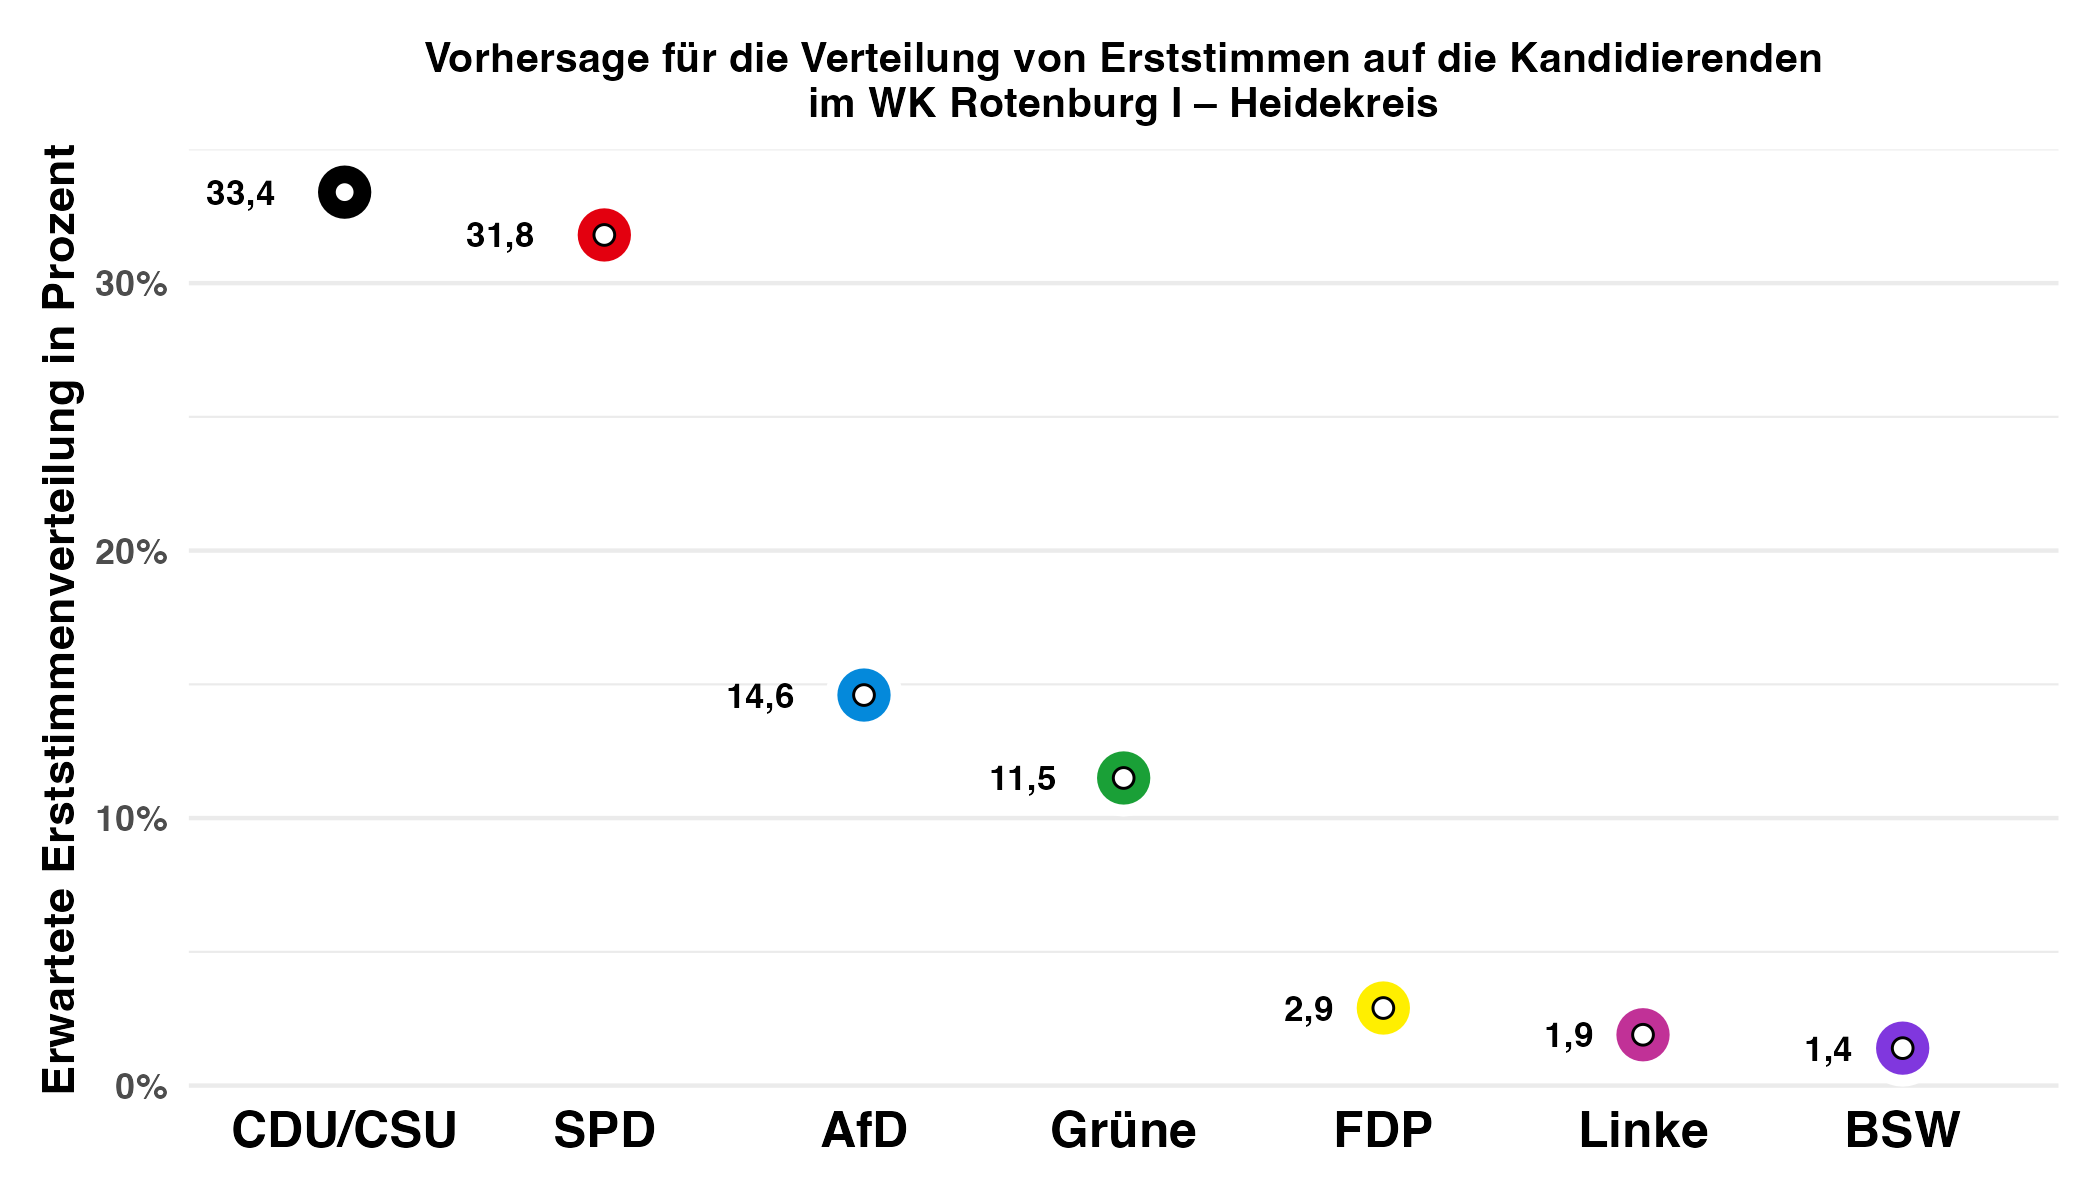 Vorhersage für die Verteilung von Erststimmen auf die Kandidierenden
im WK Rotenburg I – Heidekreis
Erwartete Erststimmenverteilung in Prozent
30%
20%
10%
0%
33,4
31,8
14,6
11,5
2,9
1,9
1,4
CDU/CSU
SPD
AfD
Grüne
FDP
Linke
BSW